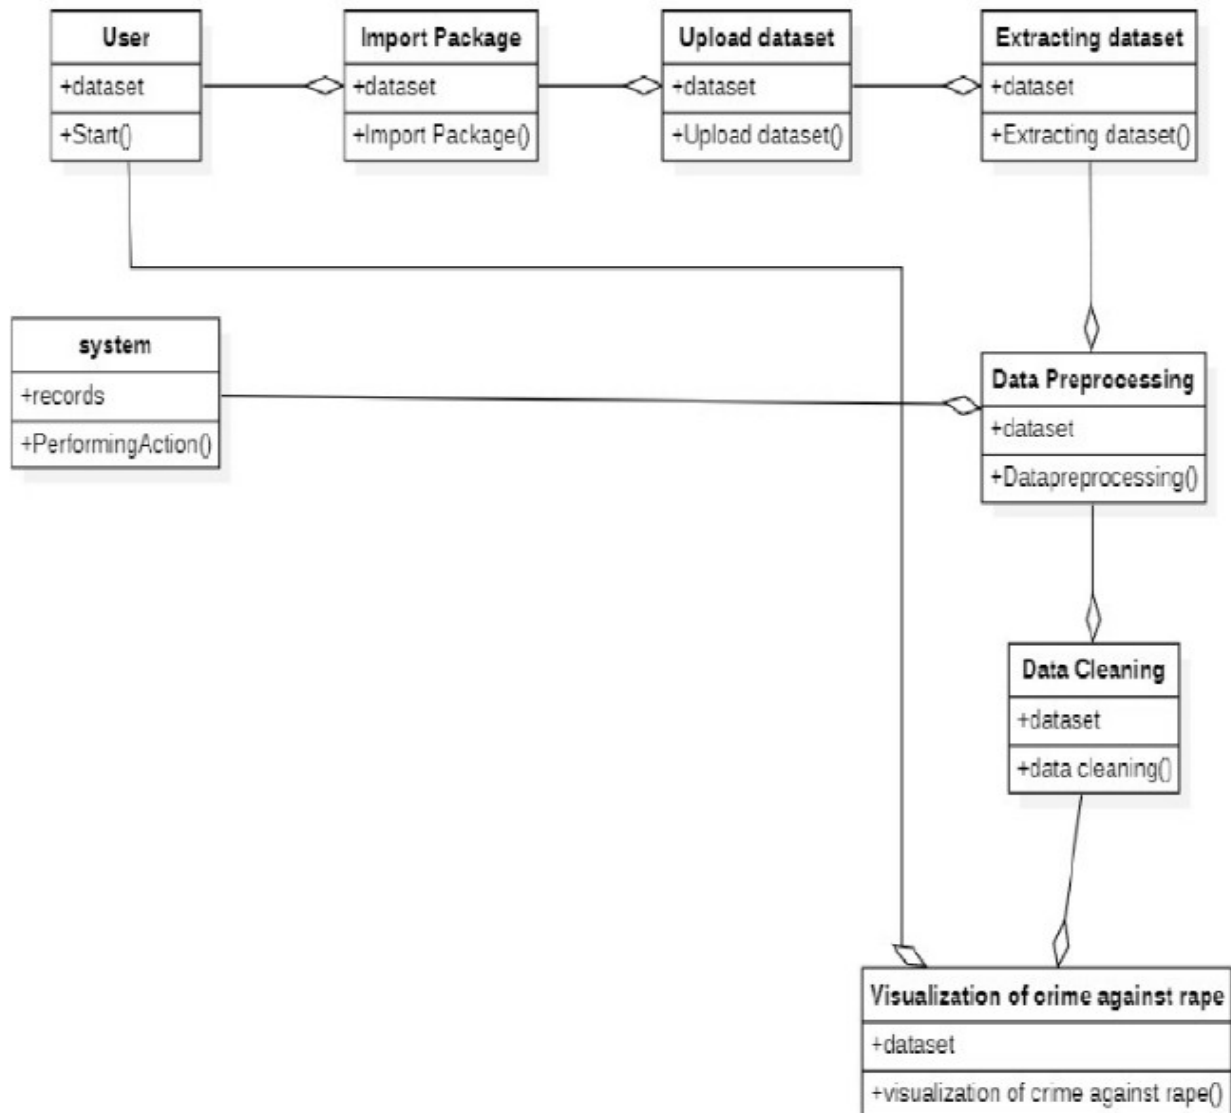 User
+dataset
+Start()
Import Package
+dataset
+Import Package()
Upload dataset
+dataset
+Upload dataset()
Extracting dataset
+dataset
+Extracting dataset()
system
+records
+PerformingAction()
Data Preprocessing
+dataset
+Datapreprocessing()
Data Cleaning
+dataset
+data cleaning()
Visualization of crime against rape
+dataset
+visualization of crime against rape()